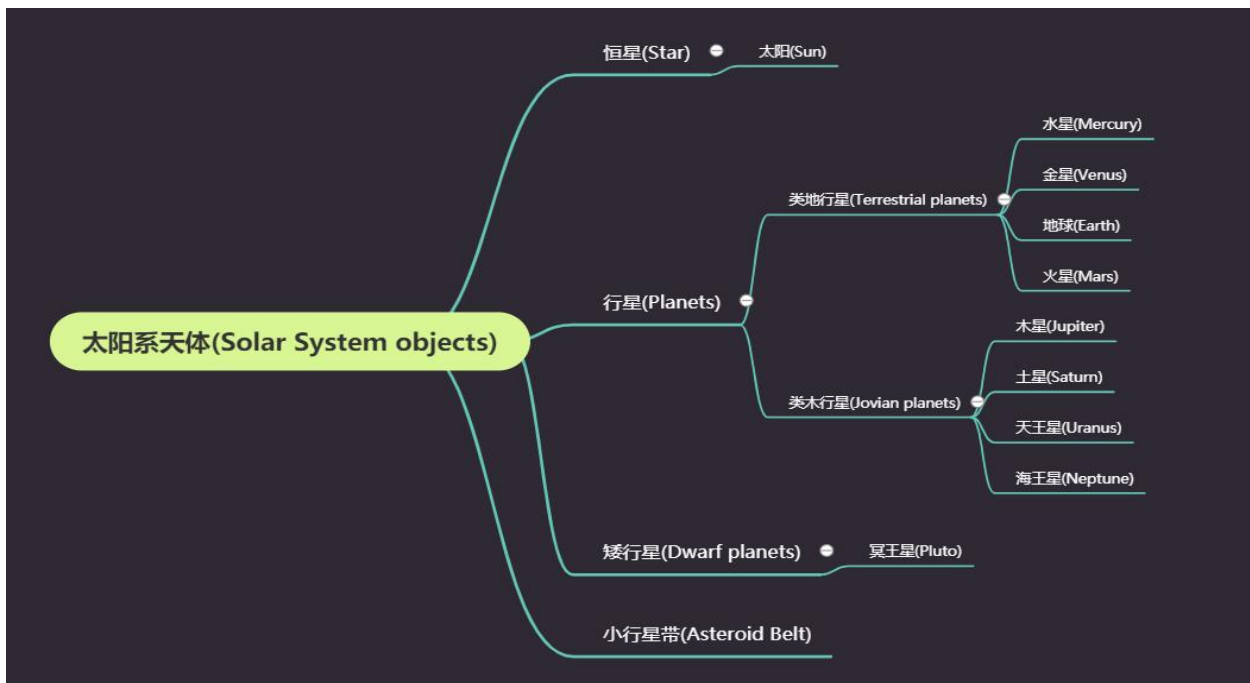 恒星(Star)
太阳(Sun)
水星(Mercury)
金星(Venus)
类地行星(Terrestrial planets)
地球(Earth)
火星(Mars)
行星(Planets)
木星(Jupiter)
太阳系天体(Solar System objects)
土星(Saturn)
类木行星(Jovian planets)
天王星(Uranus)
海王星(Neptune)
矮行星(Dwarf planets)
冥王星(Pluto)
小行星带(Asteroid Belt)